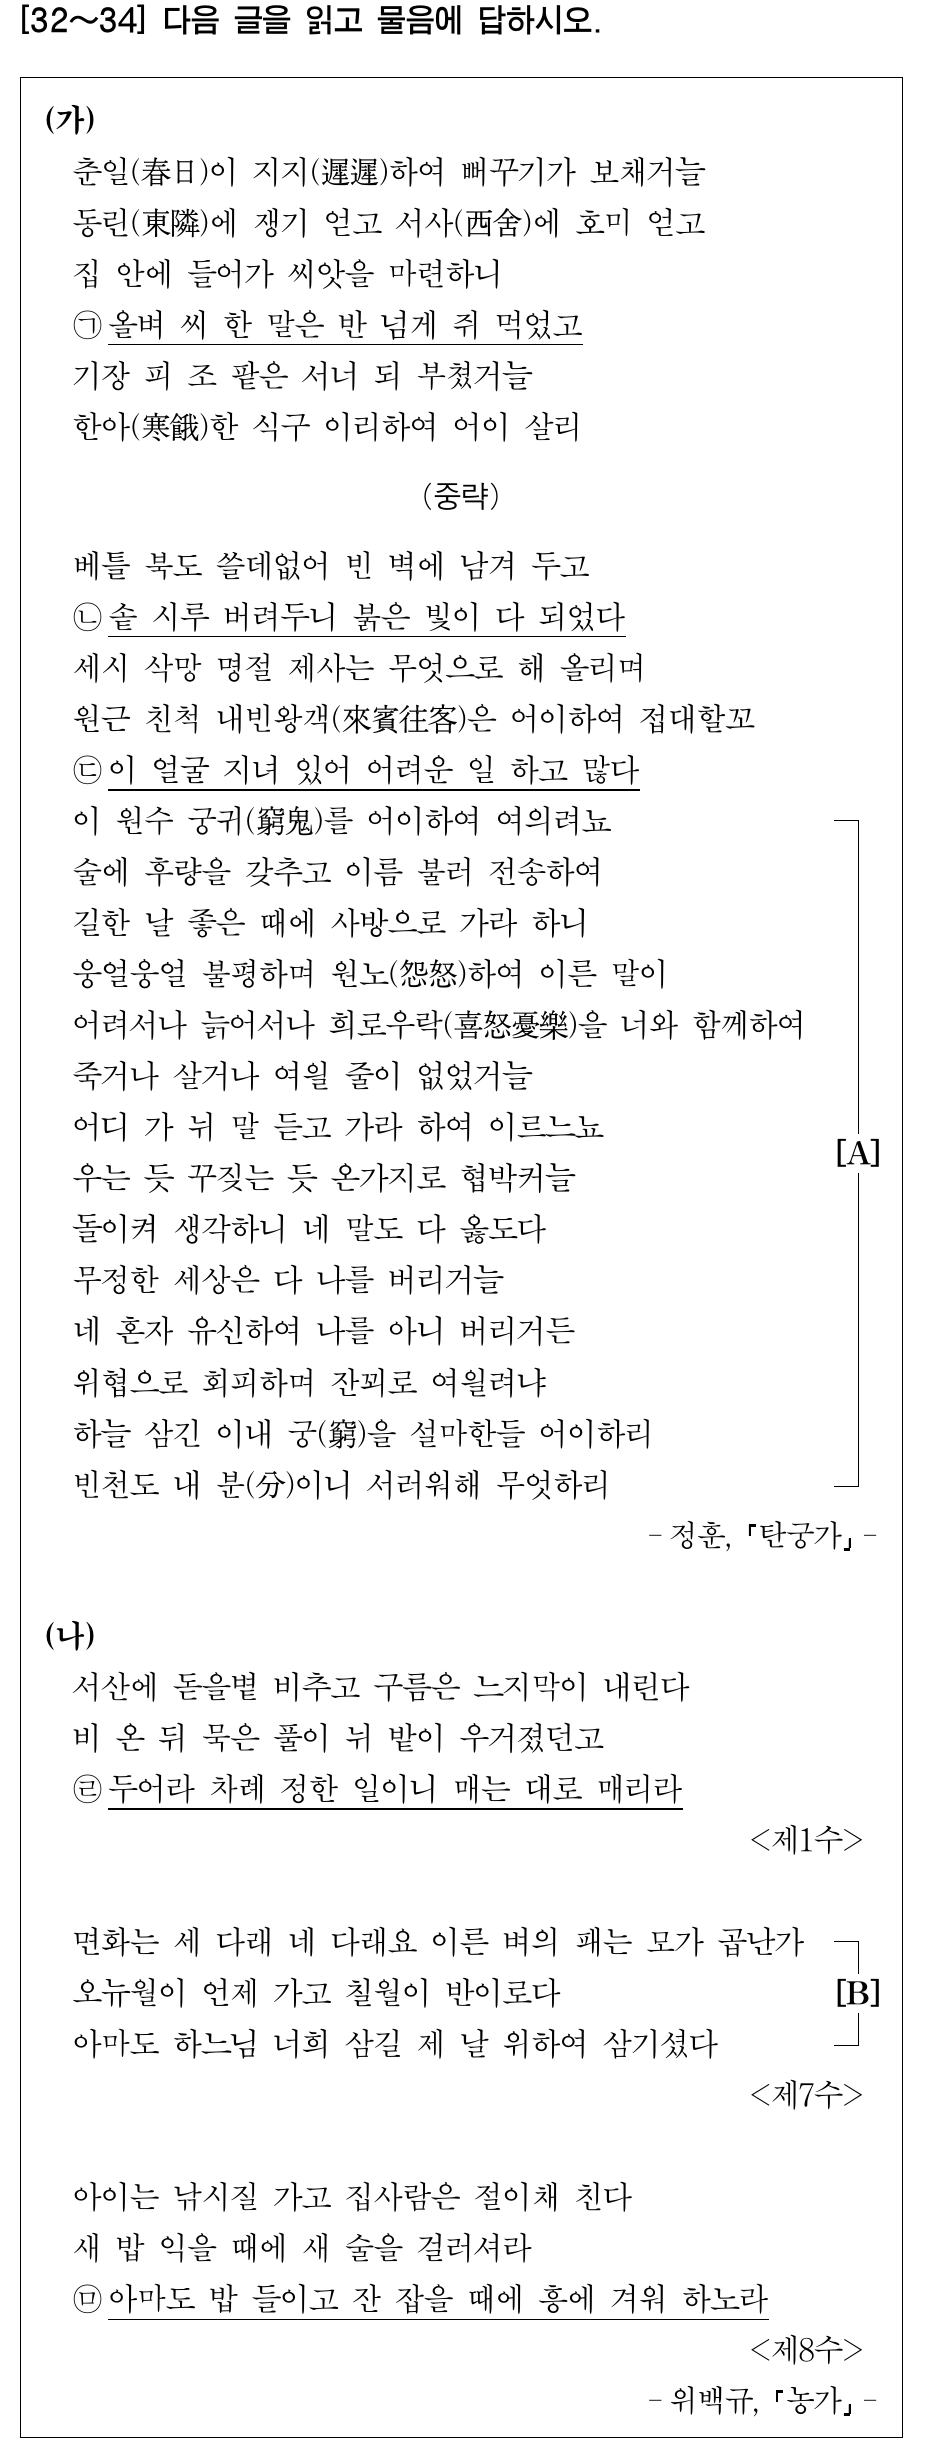 [32～34] 다음 글을 읽고 물음에 답하시오.
(가)
춘일(春日)이 지지(遲遲)하여 뻐꾸기가 보채거늘
동린(東隣)에 쟁기 얻고 서사(西舍)에 호미 얻고
집 안에 들어가 씨앗을 마련하니
㉠올벼 씨 한 말은 반 넘게 쥐 먹었고
기장 피 조 팥은 서너 되 부쳤거늘
한아(寒餓)한 식구 이리하여 어이 살리
(중략)
베틀 북도 쓸데없어 빈 벽에 남겨 두고
㉡솥 시루 버려두니 붉은 빛이 다 되었다
세시 삭망 명절 제사는 무엇으로 해 올리며
원근 친척 내빈왕객(來賓往客)은 어이하여 접대할꼬
㉢이 얼굴 지녀 있어 어려운 일 하고 많다
이 원수 궁귀(窮鬼)를 어이하여 여의려뇨
술에 후량을 갖추고 이름 불러 전송하여
길한 날 좋은 때에 사방으로 가라 하니
웅얼웅얼 불평하며 원노(怨怒)하여 이른 말이
어려서나 늙어서나 희로우락(喜怒憂樂)을 너와 함께하여
죽거나 살거나 여읠 줄이 없었거늘
어디 가 뉘 말 듣고 가라 하여 이르느뇨
[A]
우는 듯 꾸짖는 듯 온가지로 협박커늘
돌이켜 생각하니 네 말도 다 옳도다
무정한 세상은 다 나를 버리거늘
네 혼자 유신하여 나를 아니 버리거든
위협으로 회피하며 잔꾀로 여읠려냐
하늘 삼긴 이내 궁(窮)을 설마한들 어이하리
빈천도 내 분(分)이니 서러워해 무엇하리
- 정훈, 「탄궁가」 -
(나)
서산에 돋을볕 비추고 구름은 느지막이 내린다
비 온 뒤 묵은 풀이 뉘 밭이 우거졌던고
㉣두어라 차례 정한 일이니 매는 대로 매리라
<제1수>
면화는 세 다래 네 다래요 이른 벼의 패는 모가 곱난가
오뉴월이 언제 가고 칠월이 반이로다
[B]
아마도 하느님 너희 삼길 제 날 위하여 삼기셨다
<제7수>
아이는 낚시질 가고 집사람은 절이채 친다
새 밥 익을 때에 새 술을 걸러셔라
㉤아마도 밥 들이고 잔 잡을 때에 흥에 겨워 하노라
<제8수>
- 위백규, 「농가」 -